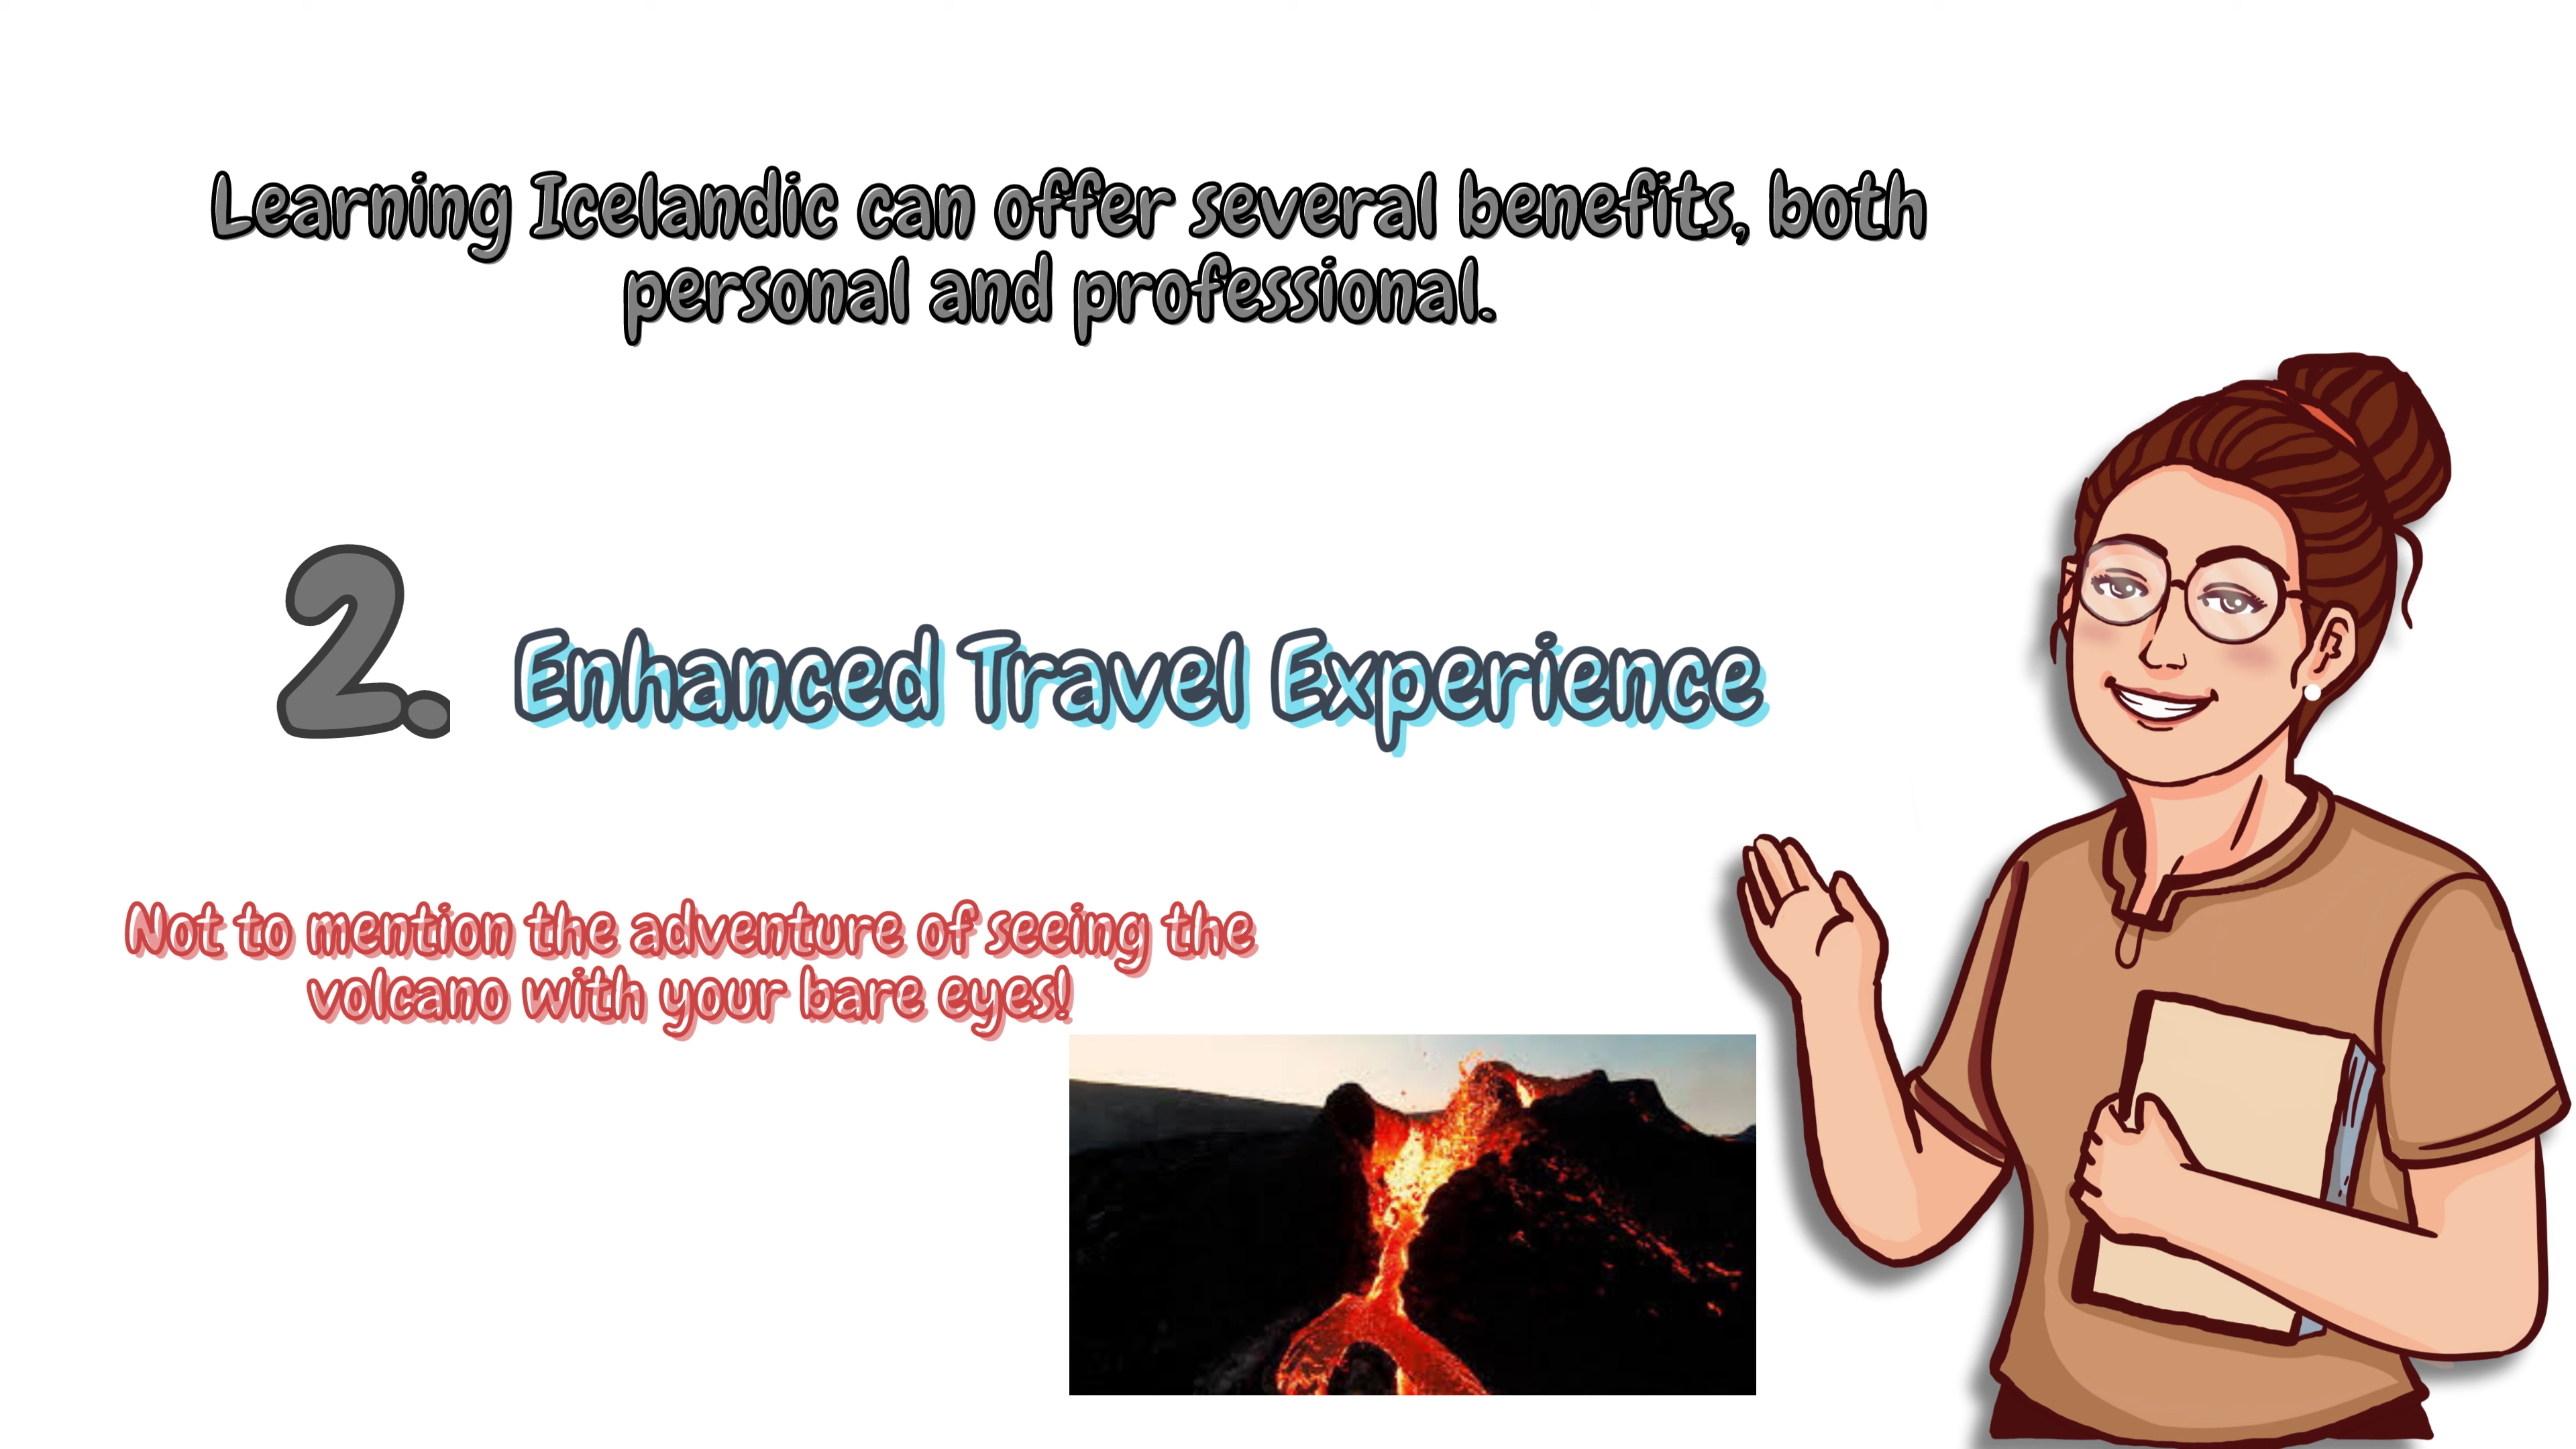 Learning Icelandic can offer several benefits, both
personal and professional.
2. Enhanced Travel Experience
Not to mention the adventure of seeing the
volcano with your bare eyes!